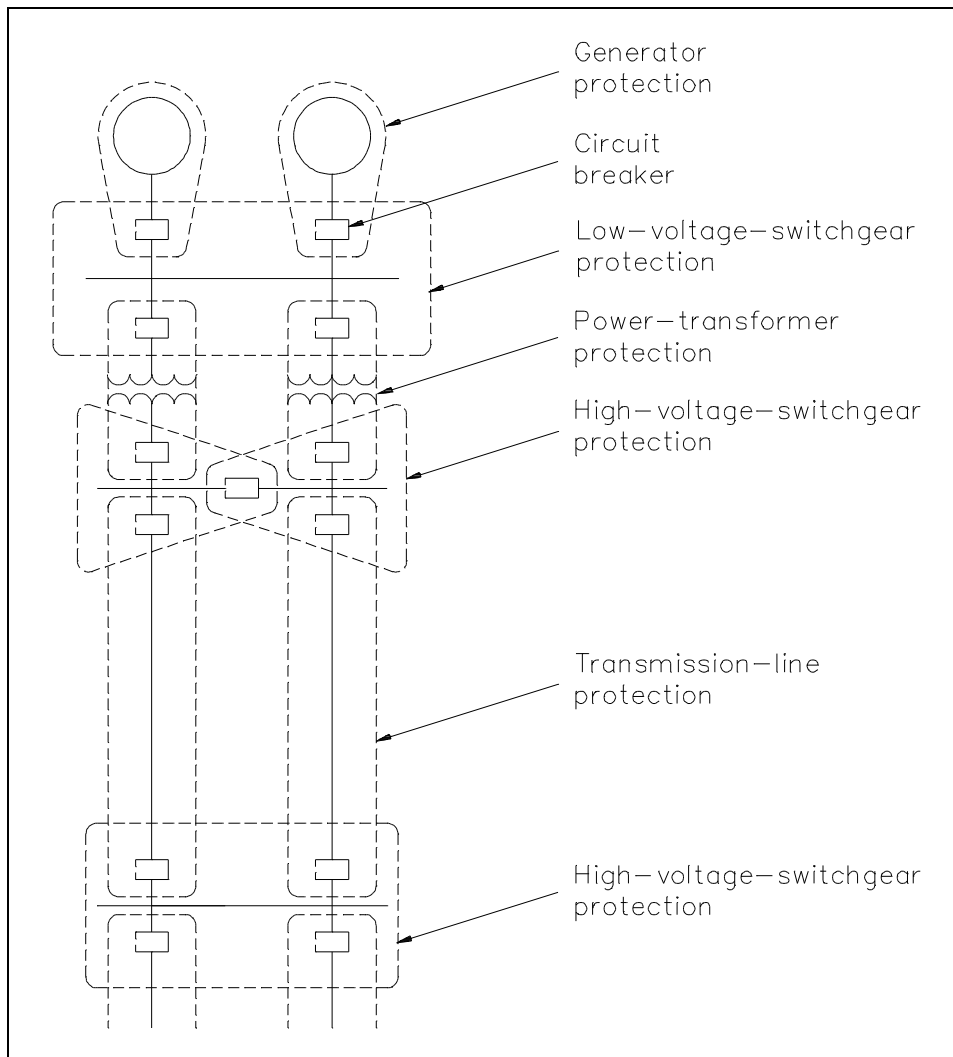 Generator
protection
Circuit
breaker
Low-voltage-switchgear
protection
Power-transformer
protection
High-voltage-switchgear
protection
Transmission-line
protection
High-voltage-switchgear
protection